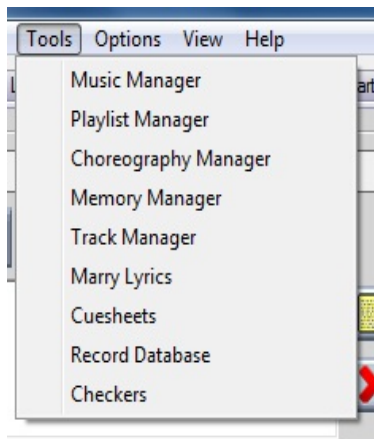 Tools Options View Help
Music Manager
Playlist Manager
Choreography Manager
Memory Manager
Track Manager
Marry Lyrics
Cuesheets
Record Database
Checkers